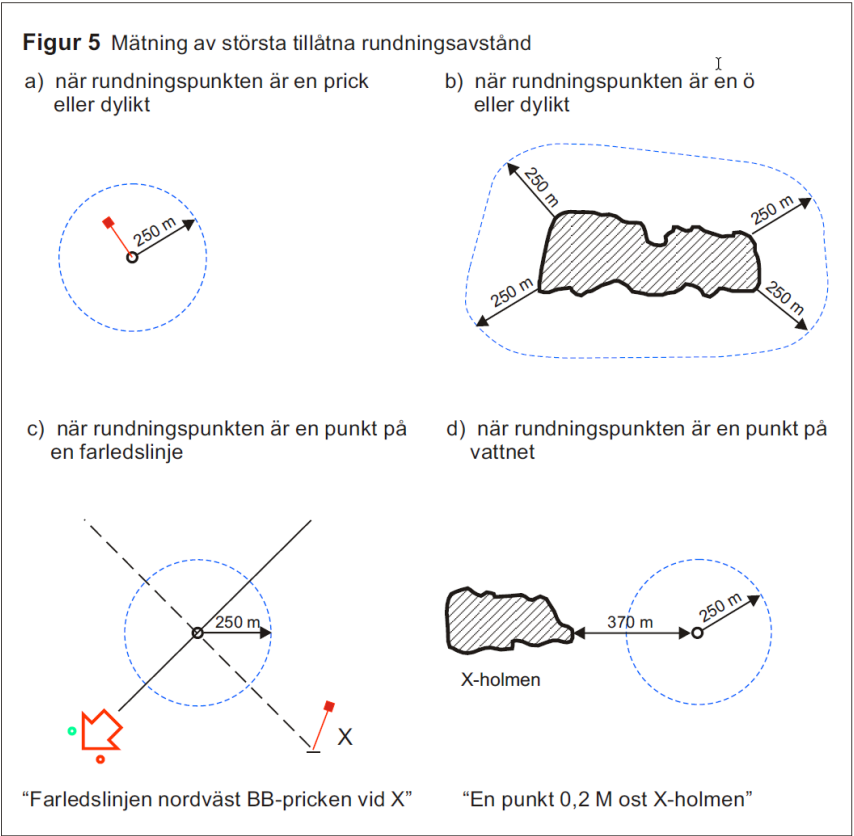 Figur 5 Mätning av största tillåtna rundningsavstånd
a) när rundningspunkten är en prick
eller dylikt
250 m
b) när rundningspunkten är en ö
eller dylikt
250 m
250 m
250 m
250 m
c) när rundningspunkten är en punkt på
en farledslinje
250 m
X
"Farledslinjen nordväst BB-pricken vid X"
d) när rundningspunkten är en punkt på
vattnet
370 m
250 m
X-holmen
"En punkt 0,2 M ost X-holmen"